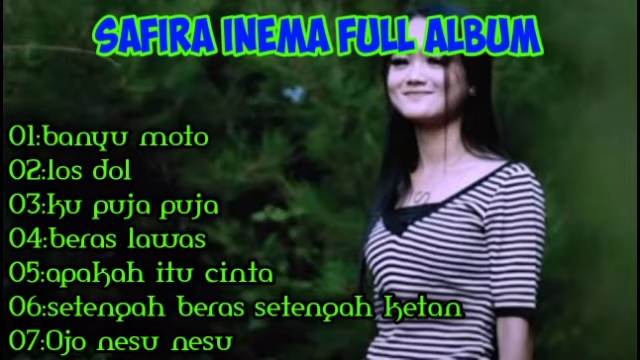 SAFIRA INEMA FULL ALBUM
01:banyu moto
02:los dol
03:ku puja puja
04:beras lawas
05:apakah itu cinta
06:setengah beras setengah ketan
07:Ojo nesu nesu